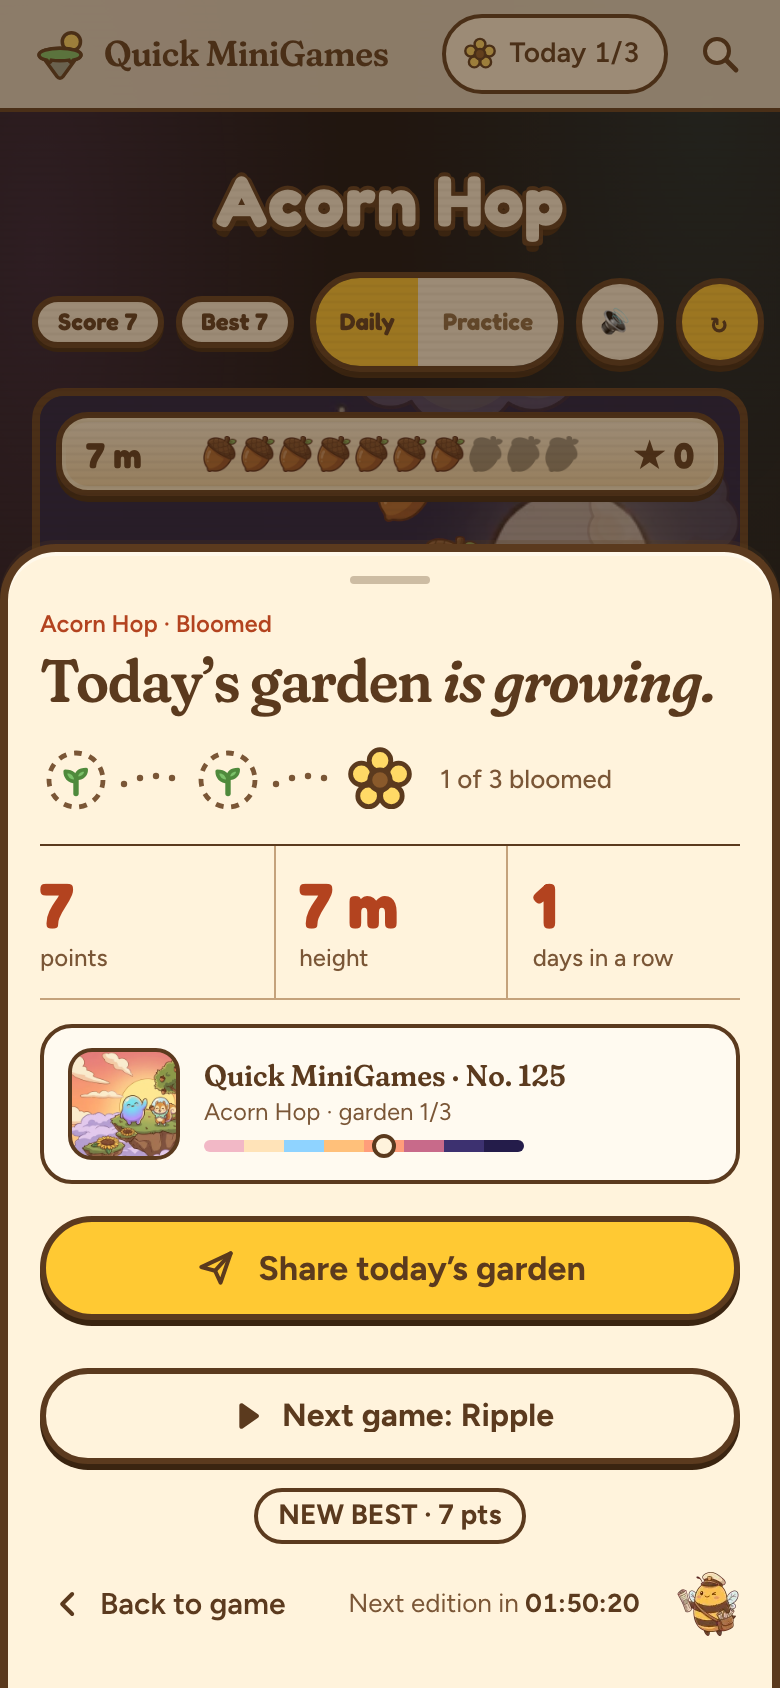 Quick MiniGames
Today 1/3
Acorn Hop
Score 7
Best 7
Daily
Practice
7 m
★ 0
Acorn Hop · Bloomed
Today’s garden is growing.
1 of 3 bloomed
7
points
7 m
height
1
days in a row
Quick MiniGames · No. 125
Acorn Hop · garden 1/3
Share today’s garden
Next game: Ripple
NEW BEST · 7 pts
Back to game
Next edition in 01:50:20